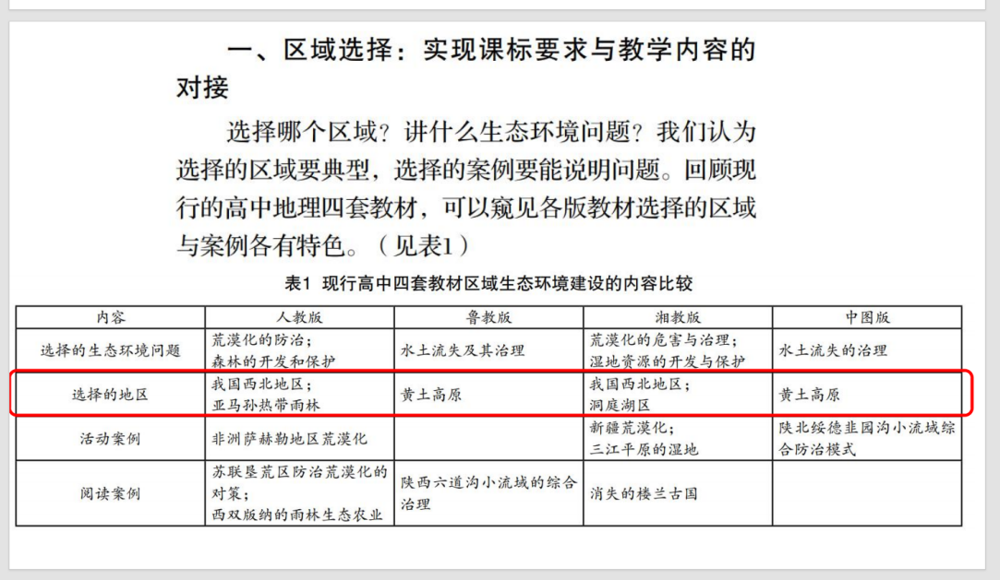 一、区域选择：实现课标要求与教学内容的
对接
选择哪个区域？讲什么生态环境问题？我们认为
选择的区域要典型，选择的案例要能说明问题。回顾现
行的高中地理四套教材，可以窥见各版教材选择的区域
与案例各有特色。（见表1）
表1 现行高中四套教材区域生态环境建设的内容比较
内容 人教版 鲁教版 湘教版 中图版
选择的生态环境问题
荒漠化的防治；
森林的开发和保护
水土流失及其治理
荒漠化的危害与治理；
湿地资源的开发与保护
水土流失的治理
选择的地区
我国西北地区；
亚马孙热带雨林
黄土高原
我国西北地区；
洞庭湖区
黄土高原
活动案例
非洲萨赫勒地区荒漠化
新疆荒漠化；
三江平原的湿地
陕北绥德韭园沟小流域综
合防治模式
阅读案例
苏联垦荒区防治荒漠化的
对策；
西双版纳的雨林生态农业
陕西六道沟小流域的综合
治理
消失的楼兰古国